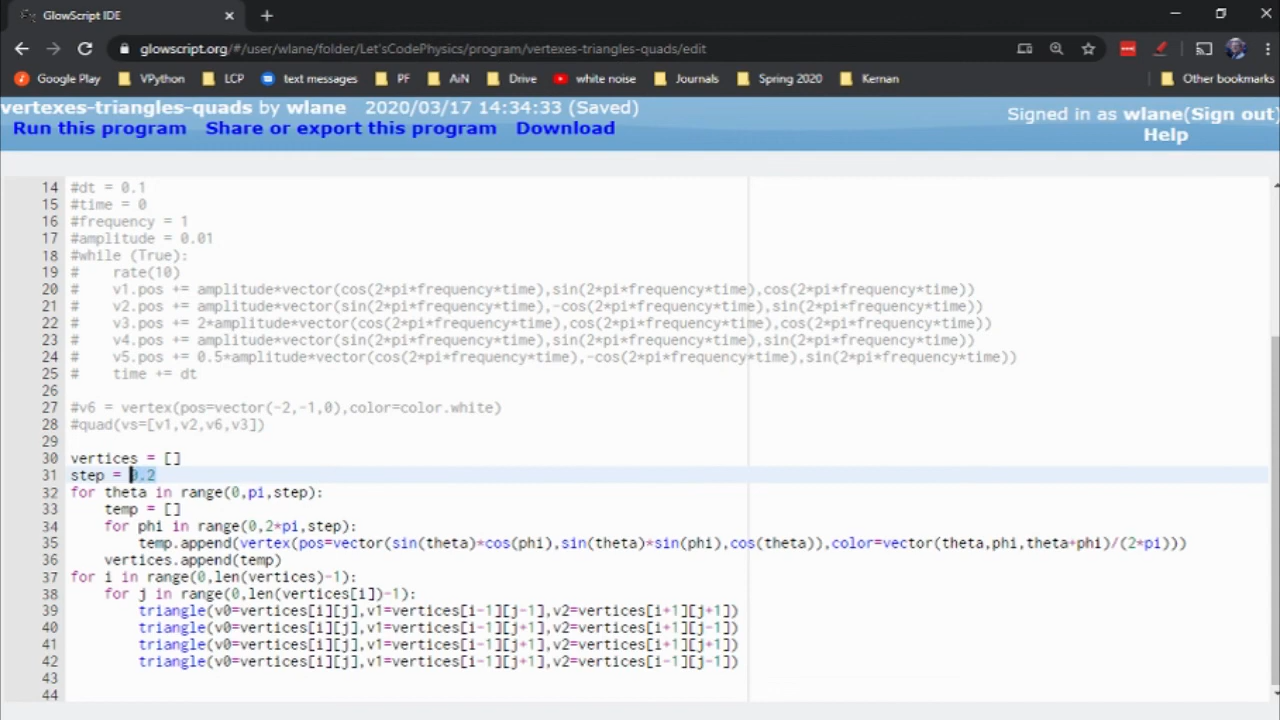 GlowScript IDE
glowscript.org/#/user/wlane/folder/Let'sCodePhysics/program/vertexes-triangles-quads/edit
Google Play VPython LCP text messages PF AiN Drive white noise Journals Spring 2020 Kernan Other bookmarks
vertexes-triangles-quads by wlane 2020/03/17 14:34:33 (Saved) Signed in as wlane(Sign out)
Run this program Share or export this program Download Help
14 #dt = 0.1
15 #time = 0
16 #frequency = 1
17 #amplitude = 0.01
18 #while (True):
19 #    rate(10)
20 #    v1.pos += amplitude*vector(cos(2*pi*frequency*time),sin(2*pi*frequency*time),cos(2*pi*frequency*time))
21 #    v2.pos += amplitude*vector(sin(2*pi*frequency*time),-cos(2*pi*frequency*time),sin(2*pi*frequency*time))
22 #    v3.pos += 2*amplitude*vector(cos(2*pi*frequency*time),cos(2*pi*frequency*time),cos(2*pi*frequency*time))
23 #    v4.pos += amplitude*vector(sin(2*pi*frequency*time),sin(2*pi*frequency*time),sin(2*pi*frequency*time))
24 #    v5.pos += 0.5*amplitude*vector(cos(2*pi*frequency*time),-cos(2*pi*frequency*time),sin(2*pi*frequency*time))
25 #    time += dt
26
27 #v6 = vertex(pos=vector(-2,-1,0),color=color.white)
28 #quad(vs=[v1,v2,v6,v3])
29
30 vertices = []
31 step = 0.2
32 for theta in range(0,pi,step):
33     temp = []
34     for phi in range(0,2*pi,step):
35         temp.append(vertex(pos=vector(sin(theta)*cos(phi),sin(theta)*sin(phi),cos(theta)),color=vector(theta,phi,theta+phi)/(2*pi)))
36     vertices.append(temp)
37 for i in range(0,len(vertices)-1):
38     for j in range(0,len(vertices[i])-1):
39         triangle(v0=vertices[i][j],v1=vertices[i-1][j-1],v2=vertices[i+1][j+1])
40         triangle(v0=vertices[i][j],v1=vertices[i-1][j+1],v2=vertices[i+1][j-1])
41         triangle(v0=vertices[i][j],v1=vertices[i-1][j+1],v2=vertices[i+1][j+1])
42         triangle(v0=vertices[i][j],v1=vertices[i-1][j+1],v2=vertices[i-1][j-1])
43
44